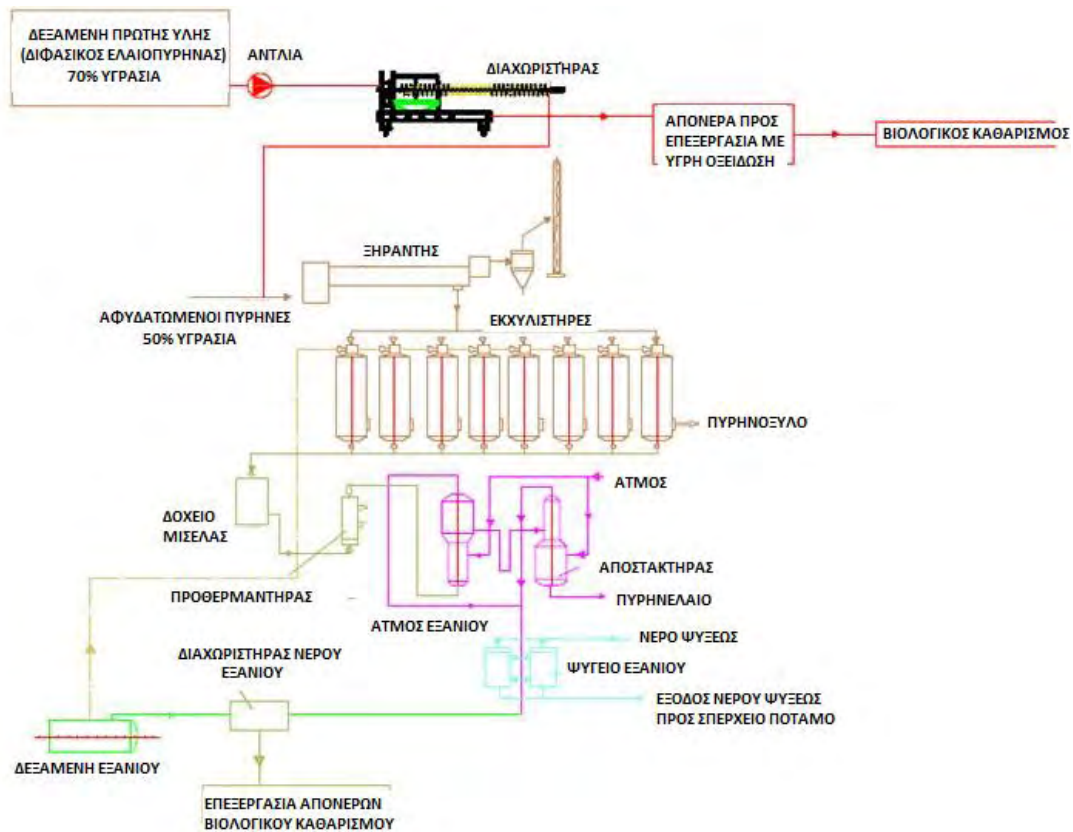 ΔΕΞΑΜΕΝΗ ΠΡΩΤΗΣ ΥΛΗΣ
(ΔΙΦΑΣΙΚΟΣ ΕΛΑΙΟΠΥΡΗΝΑΣ)
70% ΥΓΡΑΣΙΑ
ΑΝΤΛΙΑ
ΔΙΑΧΩΡΙΣΤΗΡΑΣ
ΑΠΟΝΕΡΑ ΠΡΟΣ
ΕΠΕΞΕΡΓΑΣΙΑ ΜΕ
ΥΓΡΗ ΟΞΕΙΔΩΣΗ
ΒΙΟΛΟΓΙΚΟΣ ΚΑΘΑΡΙΣΜΟΣ
ΞΗΡΑΝΤΗΣ
ΑΦΥΔΑΤΩΜΕΝΟΙ ΠΥΡΗΝΕΣ
50% ΥΓΡΑΣΙΑ
ΕΚΧΥΛΙΣΤΗΡΕΣ
ΠΥΡΗΝΟΞΥΛΟ
ΑΤΜΟΣ
ΔΟΧΕΙΟ
ΜΙΣΕΛΑΣ
ΑΠΟΣΤΑΚΤΗΡΑΣ
ΠΡΟΘΕΡΜΑΝΤΗΡΑΣ
ΠΥΡΗΝΕΛΑΙΟ
ΑΤΜΟΣ ΕΞΑΝΙΟΥ
ΝΕΡΟ ΨΥΞΕΩΣ
ΔΙΑΧΩΡΙΣΤΗΡΑΣ ΝΕΡΟΥ
ΕΞΑΝΙΟΥ
ΨΥΓΕΙΟ ΕΞΑΝΙΟΥ
ΕΞΟΔΟΣ ΝΕΡΟΥ ΨΥΞΕΩΣ
ΠΡΟΣ ΣΠΕΡΧΕΙΟ ΠΟΤΑΜΟ
ΔΕΞΑΜΕΝΗ ΕΞΑΝΙΟΥ
ΕΠΕΞΕΡΓΑΣΙΑ ΑΠΟΝΕΡΩΝ
ΒΙΟΛΟΓΙΚΟΥ ΚΑΘΑΡΙΣΜΟΥ